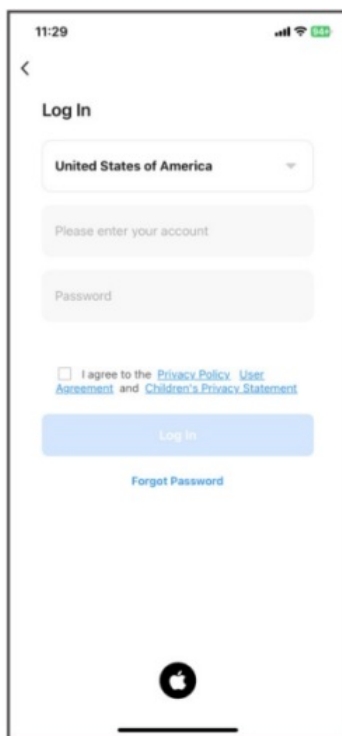 11:29
Log In
United States of America
Please enter your account
Password
I agree to the Privacy Policy User
Agreement and Children's Privacy Statement
Log in
Forgot Password